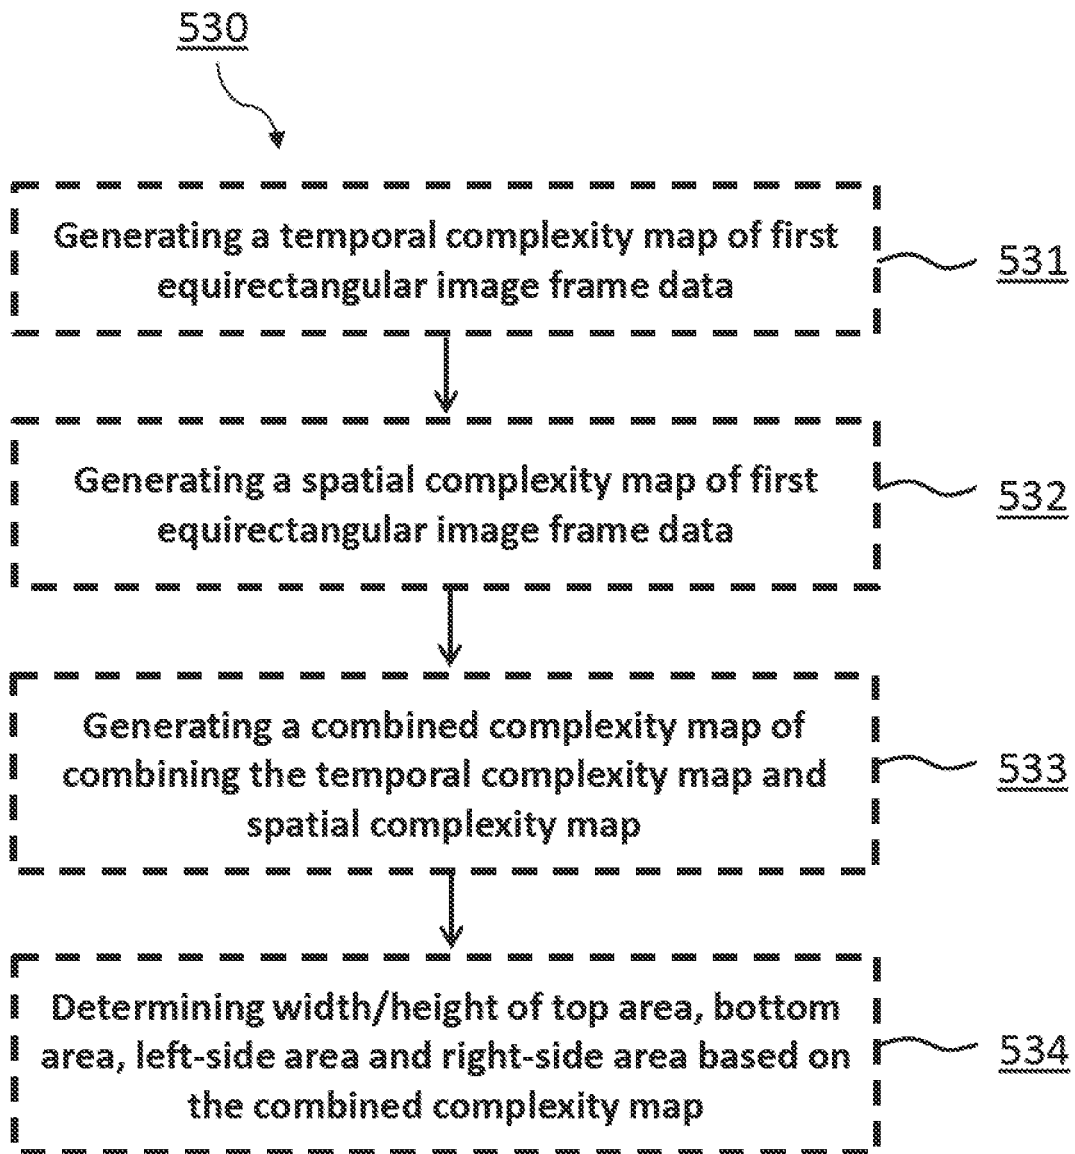 530
Generating a temporal complexity map of first
equirectangular image frame data
531
Generating a spatial complexity map of first
equirectangular image frame data
532
Generating a combined complexity map of
combining the temporal complexity map and
spatial complexity map
533
Determining width/height of top area, bottom
area, left-side area and right-side area based on
the combined complexity map
534